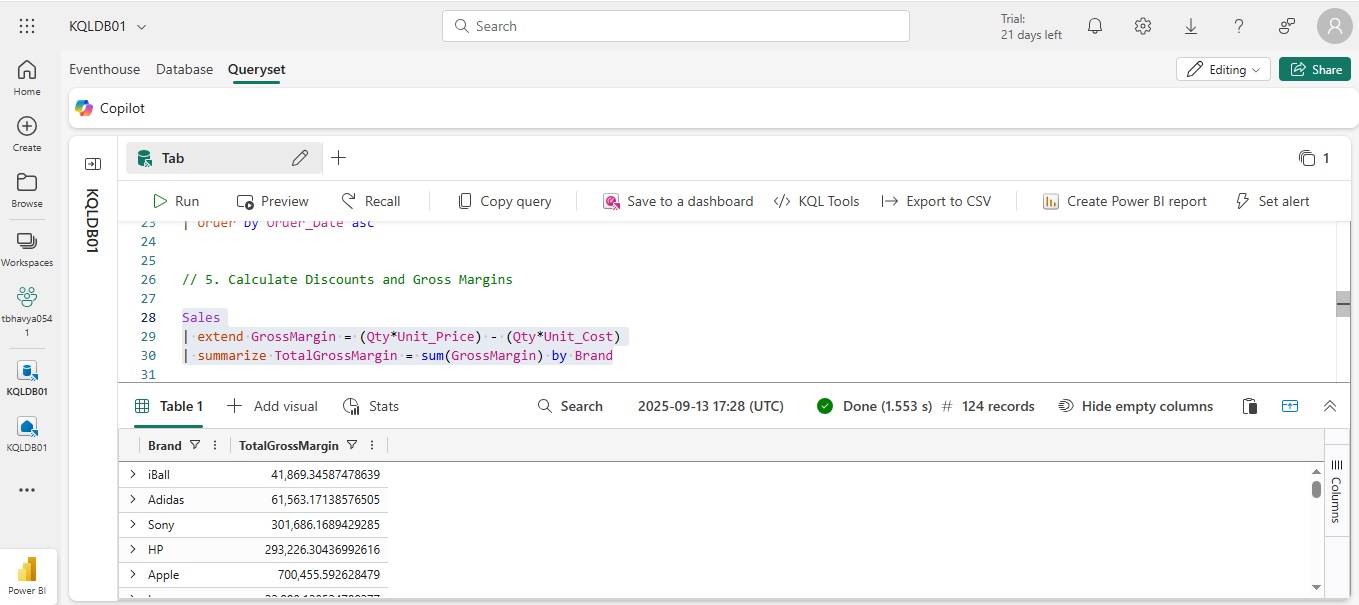 KQLDB01
Search
Trial:
21 days left
Home
Create
Browse
Workspaces
tbhavya054
1
KQLDB01
KQLDB01
Power BI
Eventhouse Database Queryset
Editing
Share
Copilot
KQLDB01
Tab
1
Run Preview Recall Copy query Save to a dashboard KQL Tools Export to CSV Create Power BI report Set alert
23 | order by Order_Date asc
24
25
26 // 5. Calculate Discounts and Gross Margins
27
28 Sales
29 | extend GrossMargin = (Qty*Unit_Price) - (Qty*Unit_Cost)
30 | summarize TotalGrossMargin = sum(GrossMargin) by Brand
31
Table 1 Add visual Stats Search 2025-09-13 17:28 (UTC) Done (1.553 s) # 124 records Hide empty columns
Brand TotalGrossMargin
iBall 41,869.34587478639
Adidas 61,563.17138576505
Sony 301,686.1689429285
HP 293,226.30436992616
Apple 700,455.592628479
Columns